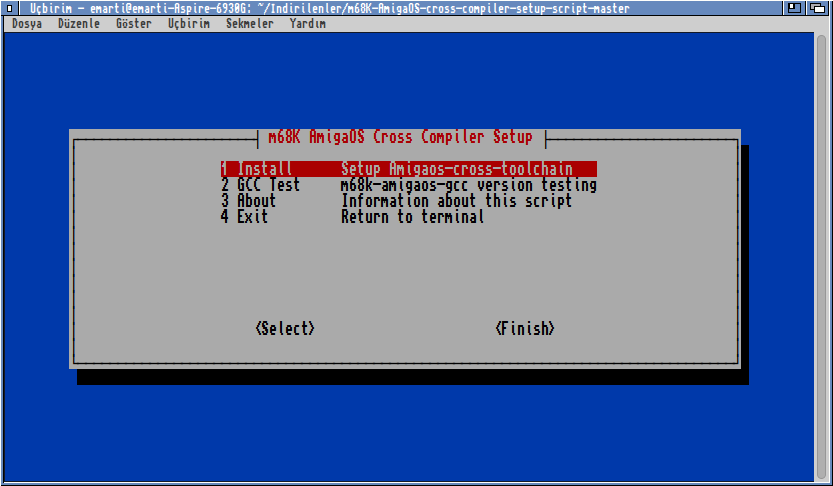 Uçbirim - emarti@emarti-Aspire-6930G: ~/Indirilenler/m68K-AmigaOS-cross-compiler-setup-script-master
Dosya Düzenle Göster Uçbirim Sekmeler Yardım
m68K AmigaOS Cross Compiler Setup
1 Install Setup Amigaos-cross-toolchain
2 GCC Test m68k-amigaos-gcc version testing
3 About Information about this script
4 Exit Return to terminal
<Select> <Finish>